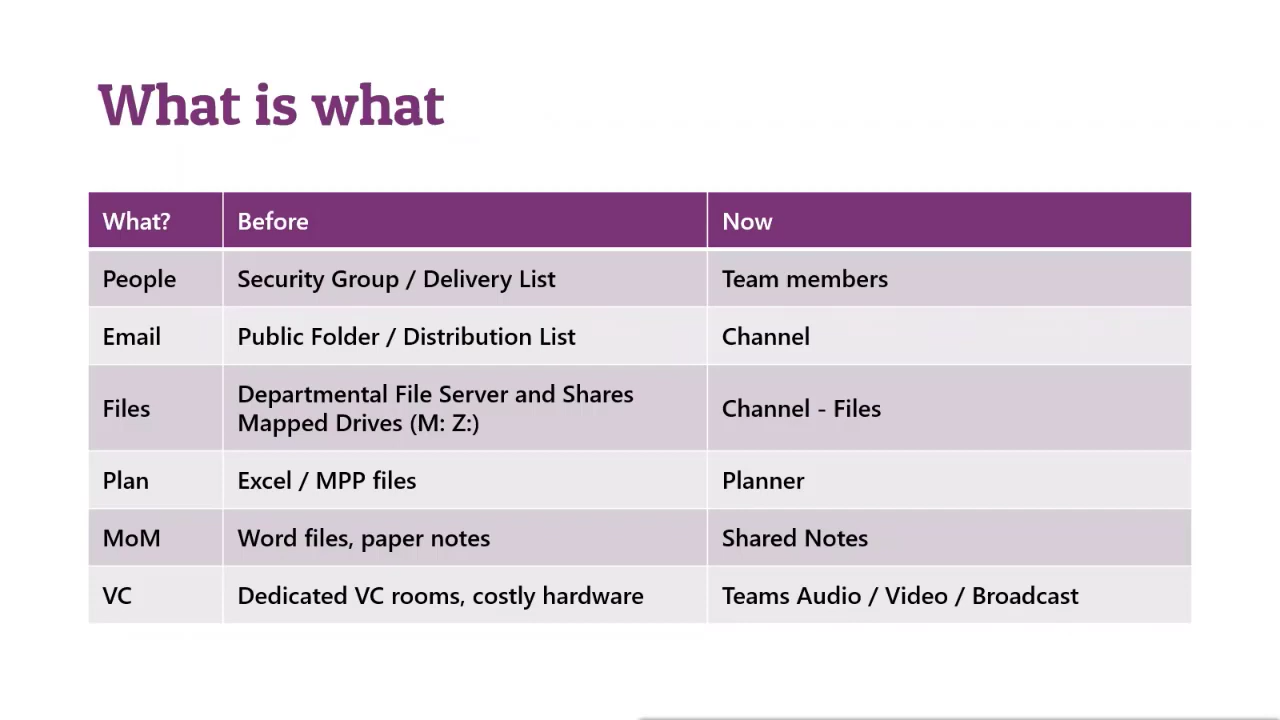 What is what
What? Before Now
People Security Group / Delivery List Team members
Email Public Folder / Distribution List Channel
Files Departmental File Server and Shares Channel - Files
Mapped Drives (M: Z:)
Plan Excel / MPP files Planner
MoM Word files, paper notes Shared Notes
VC Dedicated VC rooms, costly hardware Teams Audio / Video / Broadcast